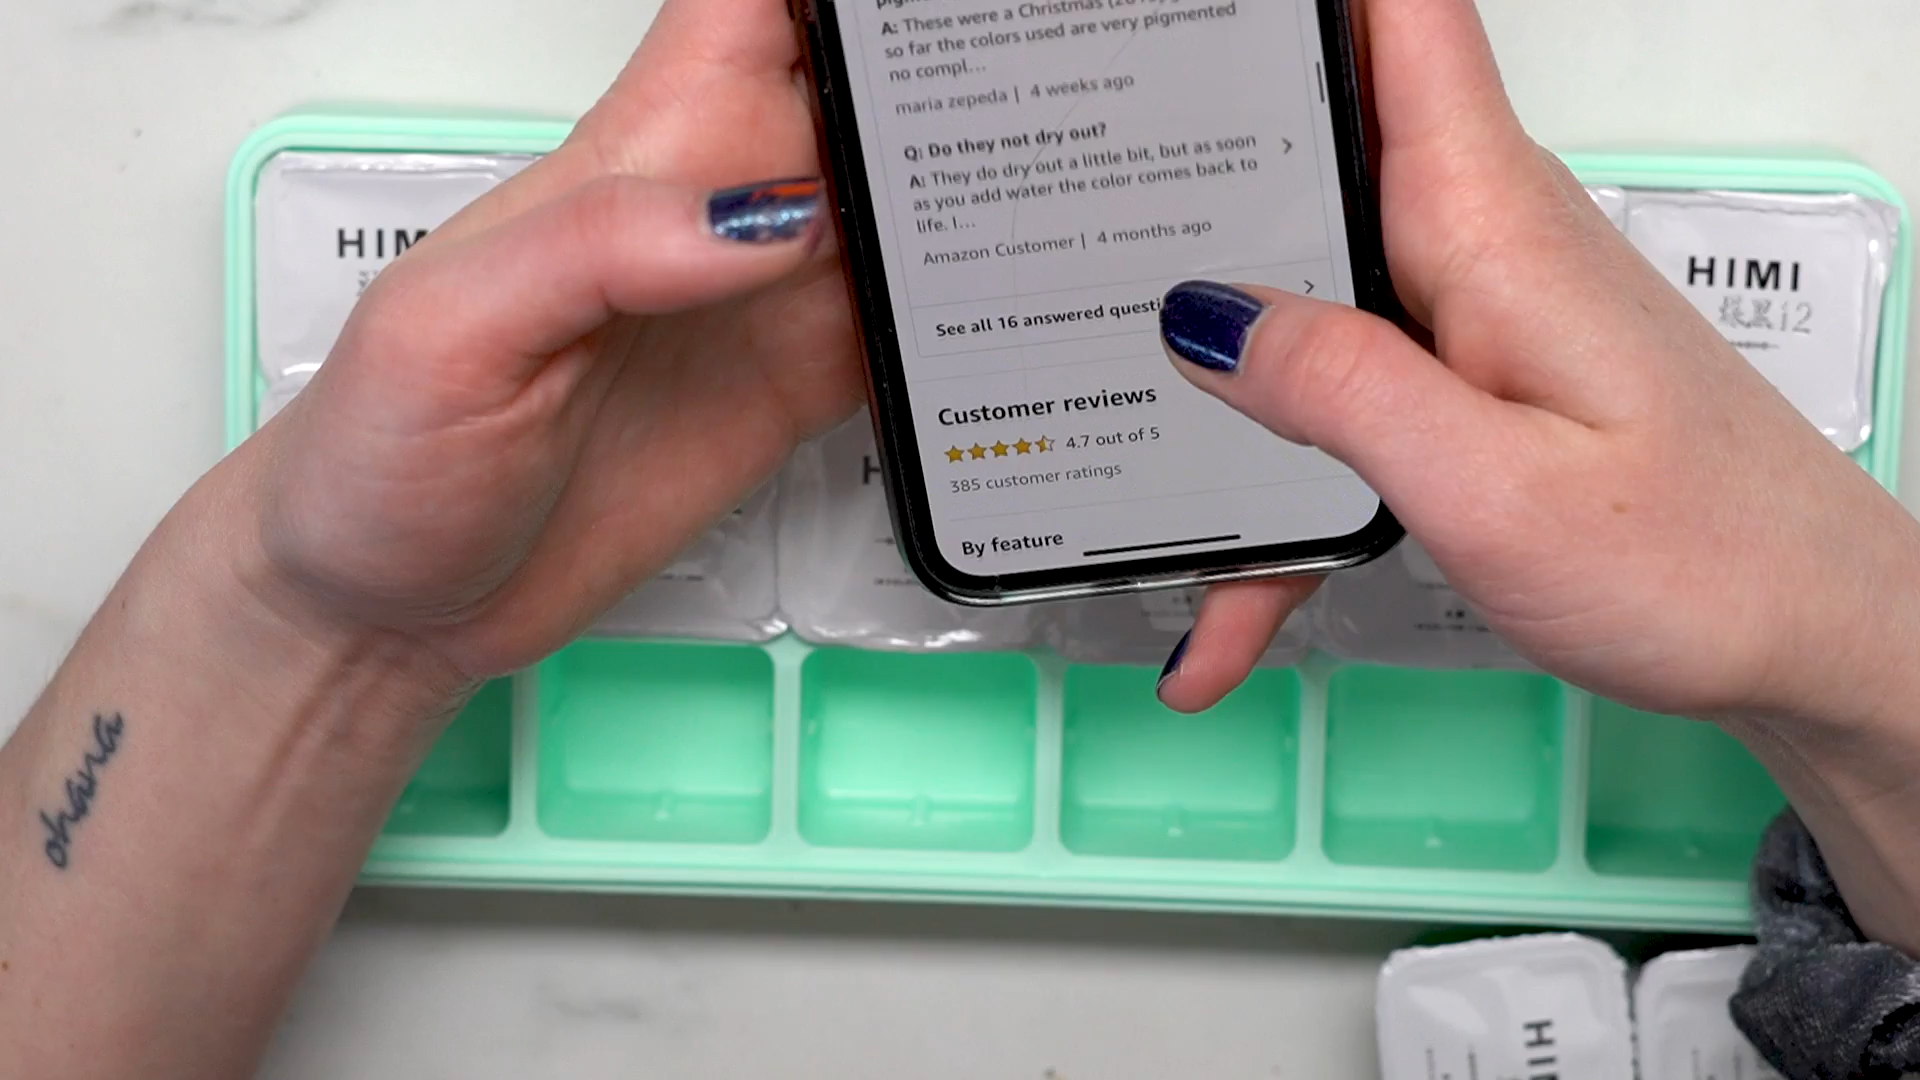 A: These were a Christmas
so far the colors used are very pigmented
no compl...
maria zepeda | 4 weeks ago
Q: Do they not dry out?
A: They do dry out a little bit, but as soon
as you add water the color comes back to
life. I...
Amazon Customer | 4 months ago
See all 16 answered questi
Customer reviews
4.7 out of 5
385 customer ratings
By feature
HIM
HIMI
H
ohana
HIM